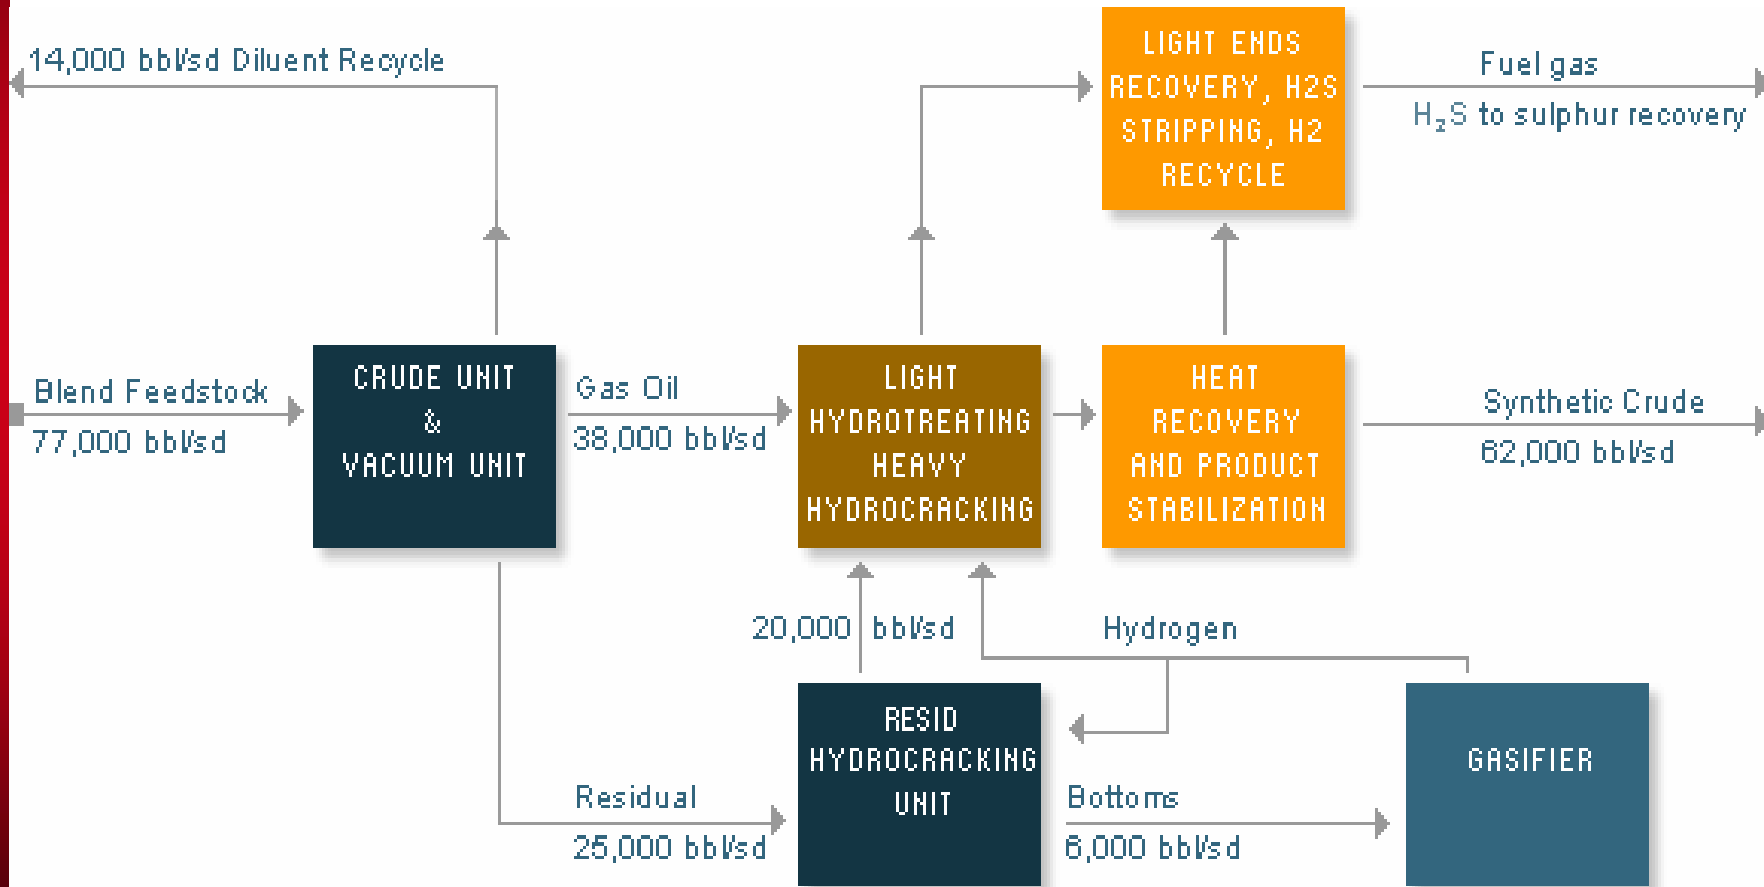 14,000 bbl/sd Diluent Recycle
LIGHT ENDS
RECOVERY, H2S
STRIPPING, H2
RECYCLE
Fuel gas
H₂S to sulphur recovery
Blend Feedstock
77,000 bbl/sd
CRUDE UNIT
&
VACUUM UNIT
Gas Oil
38,000 bbl/sd
LIGHT
HYDROTREATING
HEAVY
HYDROCRACKING
HEAT
RECOVERY
AND PRODUCT
STABILIZATION
Synthetic Crude
62,000 bbl/sd
20,000 bbl/sd
Hydrogen
RESID
HYDROCRACKING
UNIT
GASIFIER
Residual
25,000 bbl/sd
Bottoms
6,000 bbl/sd